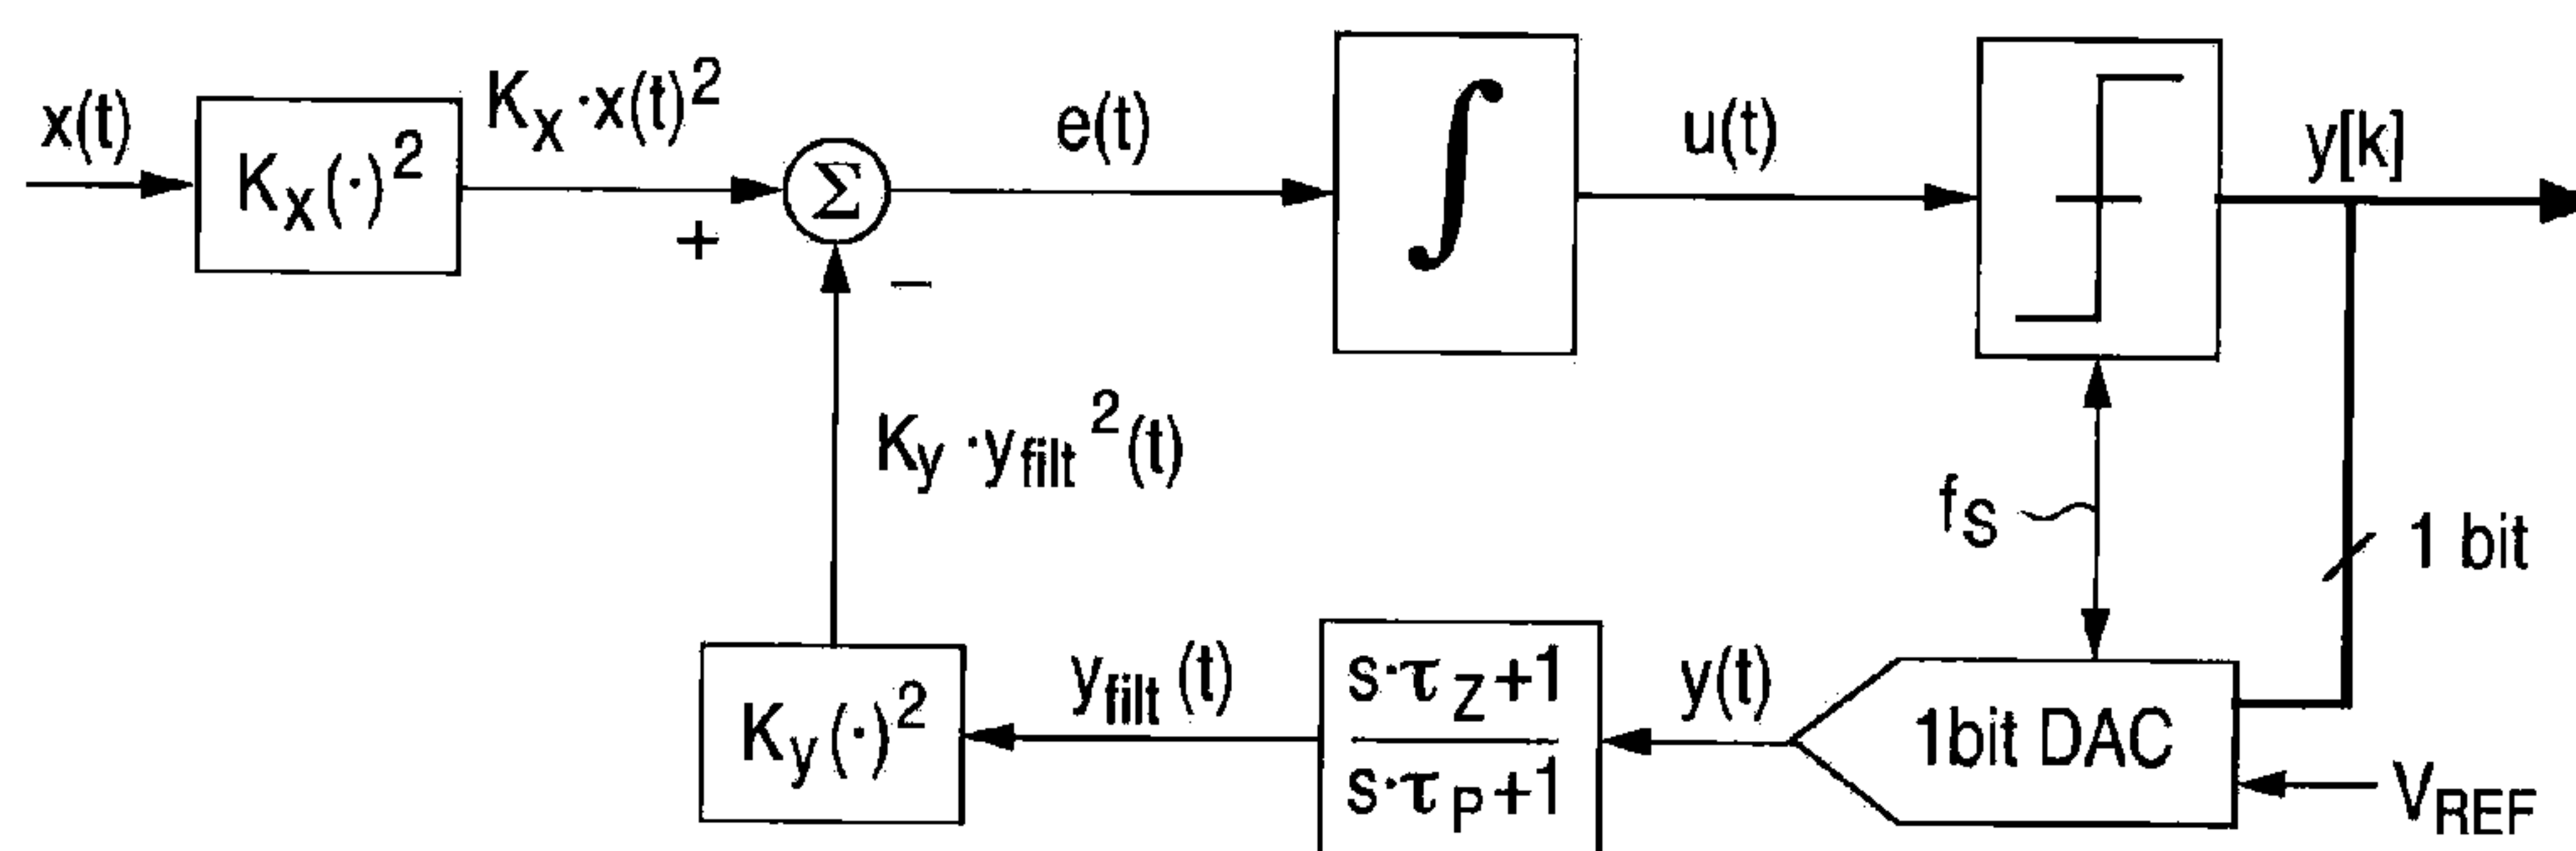 x(t)
Kx(·)²
Kx·x(t)²
+
Σ
−
e(t)
∫
u(t)
y[k]
Ky·yfilt²(t)
fS
1 bit
Ky(·)²
yfilt(t)
s·τZ+1
s·τP+1
y(t)
1bit DAC
VREF